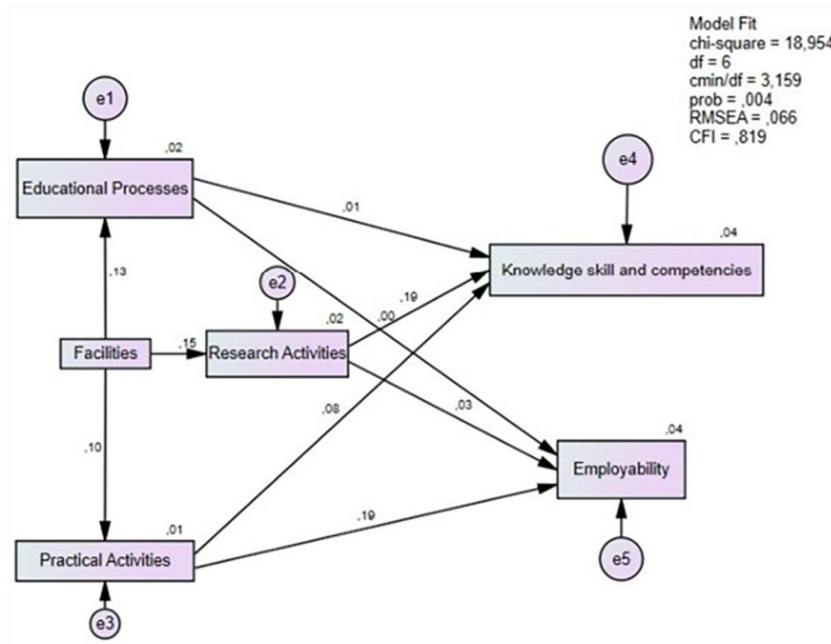 Model Fit
chi-square = 18,954
df = 6
cmin/df = 3,159
prob = ,004
RMSEA = ,066
CFI = ,819
e1
,02
Educational Processes
e4
,01
,04
Knowledge skill and competencies
,13
e2
,19
,00
,02
Facilities
,15
Research Activities
,08
,03
,04
Employability
,10
,19
,01
Practical Activities
e5
e3